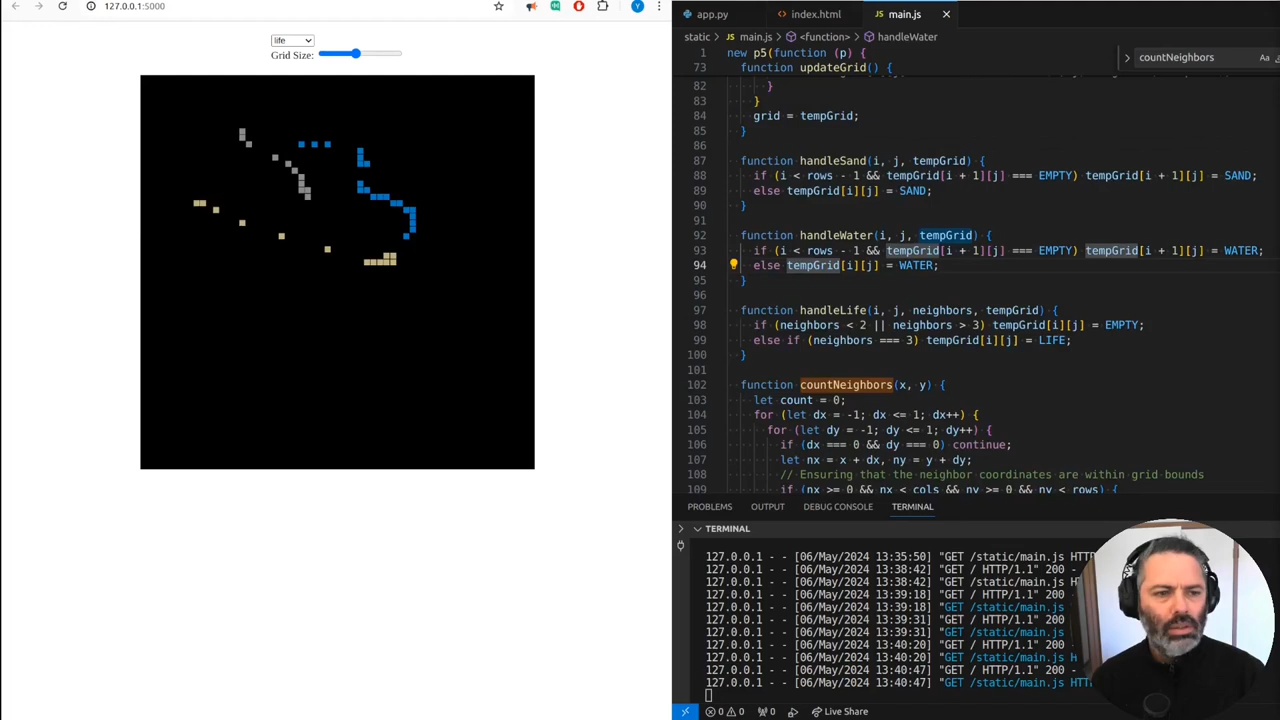 127.0.0.1:5000
life
Grid Size:
app.py
index.html
main.js
static > main.js > <function> > handleWater
countNeighbors
Aa
1 new p5(function (p) {
73 function updateGrid() {
82 }
83 }
84 grid = tempGrid;
85 }
86
87 function handleSand(i, j, tempGrid) {
88 if (i < rows - 1 && tempGrid[i + 1][j] === EMPTY) tempGrid[i + 1][j] = SAND;
89 else tempGrid[i][j] = SAND;
90 }
91
92 function handleWater(i, j, tempGrid) {
93 if (i < rows - 1 && tempGrid[i + 1][j] === EMPTY) tempGrid[i + 1][j] = WATER;
94 else tempGrid[i][j] = WATER;
95 }
96
97 function handleLife(i, j, neighbors, tempGrid) {
98 if (neighbors < 2 || neighbors > 3) tempGrid[i][j] = EMPTY;
99 else if (neighbors === 3) tempGrid[i][j] = LIFE;
100 }
101
102 function countNeighbors(x, y) {
103 let count = 0;
104 for (let dx = -1; dx <= 1; dx++) {
105 for (let dy = -1; dy <= 1; dy++) {
106 if (dx === 0 && dy === 0) continue;
107 let nx = x + dx, ny = y + dy;
108 // Ensuring that the neighbor coordinates are within grid bounds
109 if (nx >= 0 && nx < cols && ny >= 0 && ny < rows) {
PROBLEMS OUTPUT DEBUG CONSOLE TERMINAL
TERMINAL
127.0.0.1 - - [06/May/2024 13:35:50] "GET /static/main.js HT
127.0.0.1 - - [06/May/2024 13:38:42] "GET / HTTP/1.1" 200 -
127.0.0.1 - - [06/May/2024 13:38:42] "GET /static/main.js
127.0.0.1 - - [06/May/2024 13:39:18] "GET / HTTP/1.1" 200
127.0.0.1 - - [06/May/2024 13:39:18] "GET /static/main.js
127.0.0.1 - - [06/May/2024 13:39:31] "GET / HTTP/1.1" 200
127.0.0.1 - - [06/May/2024 13:39:31] "GET /static/main.js
127.0.0.1 - - [06/May/2024 13:40:20] "GET / HTTP/1.1" 200
127.0.0.1 - - [06/May/2024 13:40:20] "GET /static/main.js H
127.0.0.1 - - [06/May/2024 13:40:47] "GET / HTTP/1.1" 200
127.0.0.1 - - [06/May/2024 13:40:47] "GET /static/main.js HT
0 0 0 Live Share